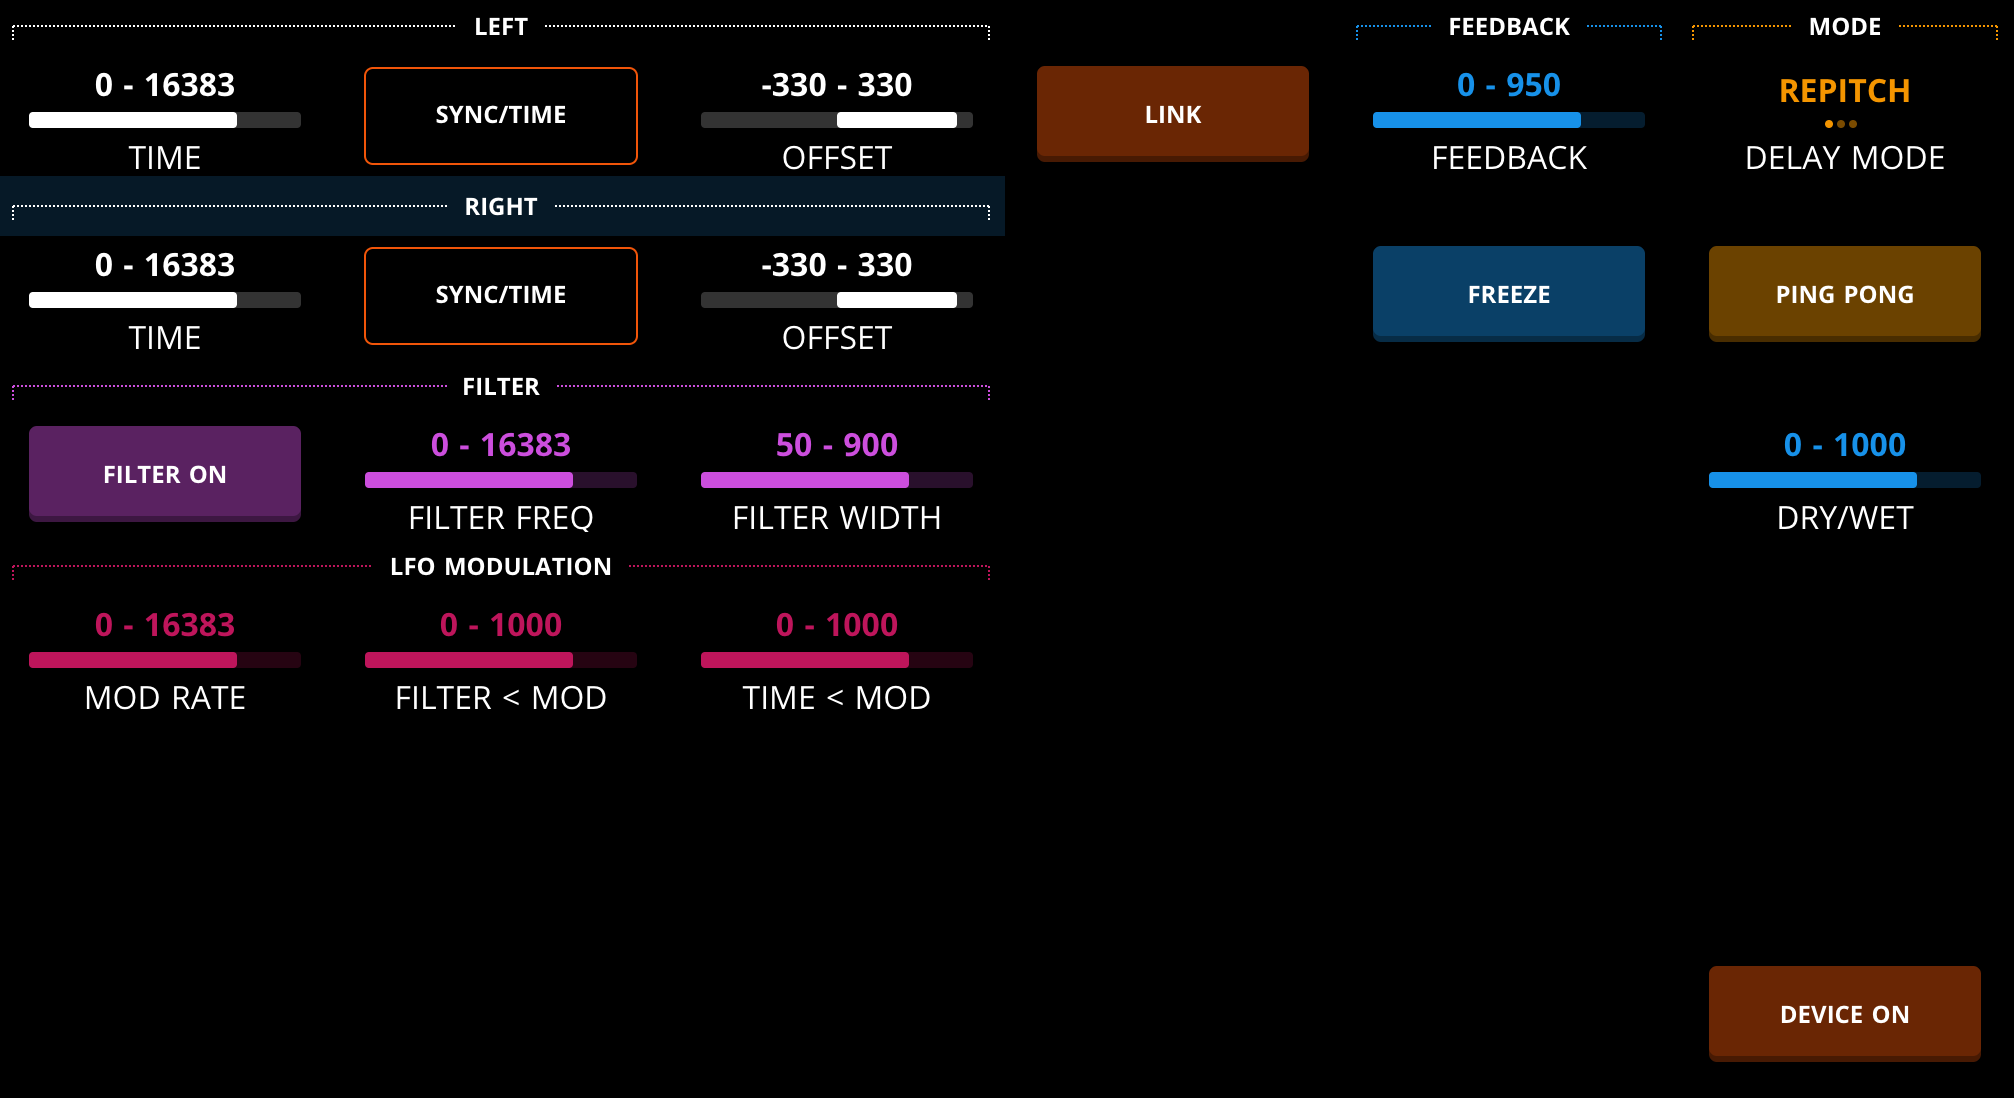 LEFT
FEEDBACK
MODE
0 - 16383
TIME
SYNC/TIME
-330 - 330
OFFSET
LINK
0 - 950
FEEDBACK
REPITCH
DELAY MODE
RIGHT
0 - 16383
TIME
SYNC/TIME
-330 - 330
OFFSET
FREEZE
PING PONG
FILTER
FILTER ON
0 - 16383
FILTER FREQ
50 - 900
FILTER WIDTH
0 - 1000
DRY/WET
LFO MODULATION
0 - 16383
MOD RATE
0 - 1000
FILTER < MOD
0 - 1000
TIME < MOD
DEVICE ON